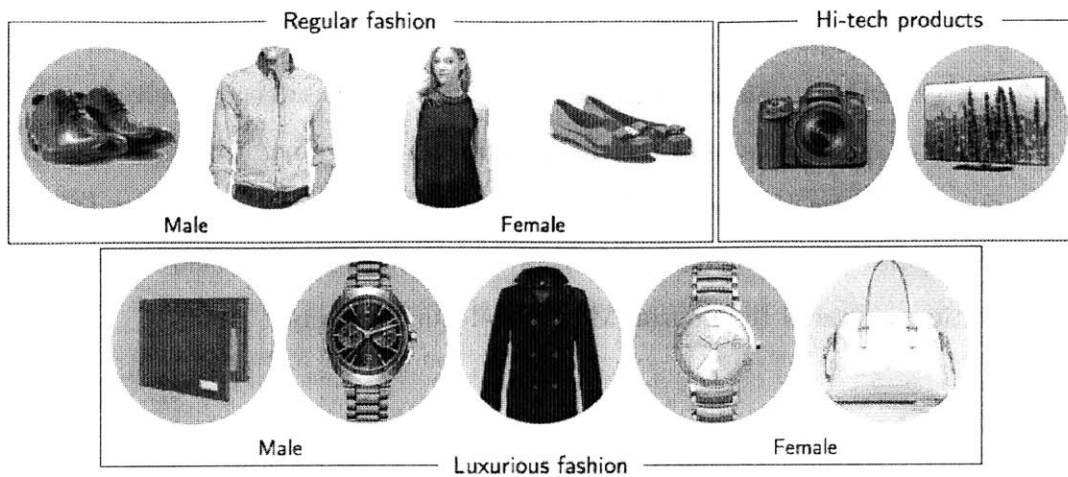 Regular fashion
Hi-tech products
Male
Female
Male
Female
Luxurious fashion